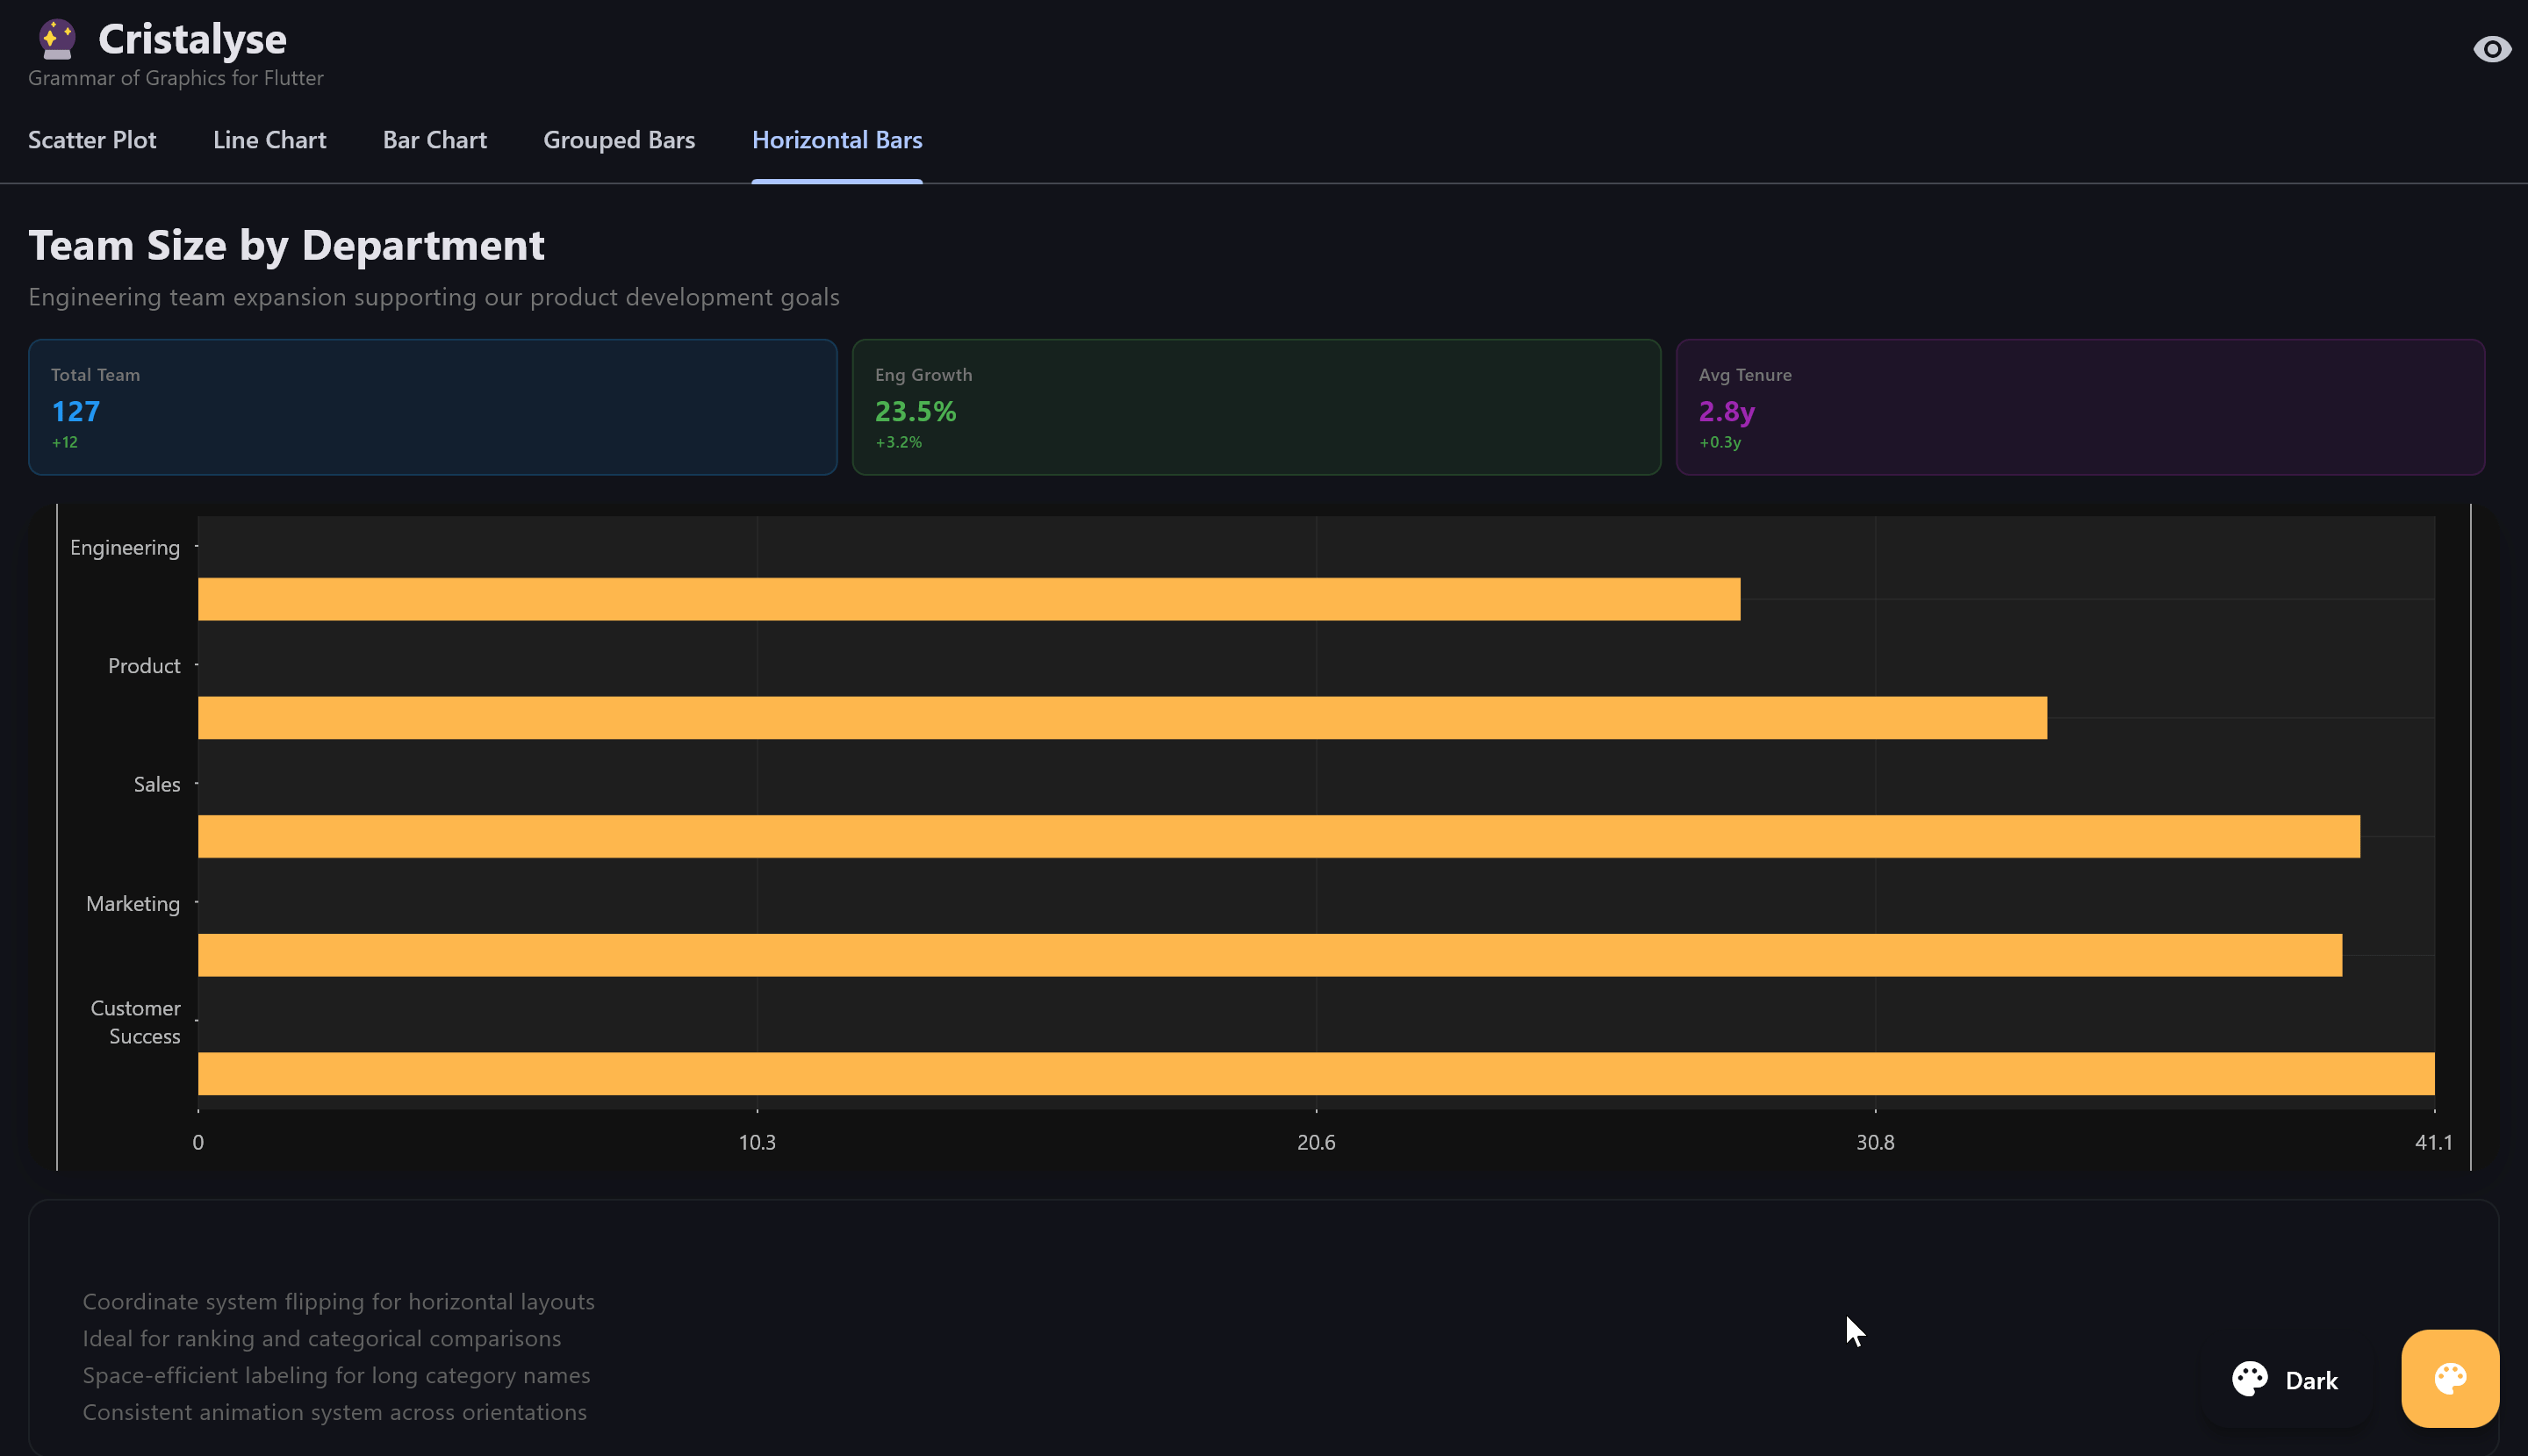 Cristalyse
Grammar of Graphics for Flutter
Scatter Plot
Line Chart
Bar Chart
Grouped Bars
Horizontal Bars
Team Size by Department
Engineering team expansion supporting our product development goals
Total Team
127
+12
Eng Growth
23.5%
+3.2%
Avg Tenure
2.8y
+0.3y
Engineering
Product
Sales
Marketing
Customer
Success
0
10.3
20.6
30.8
41.1
Coordinate system flipping for horizontal layouts
Ideal for ranking and categorical comparisons
Space-efficient labeling for long category names
Consistent animation system across orientations
Dark